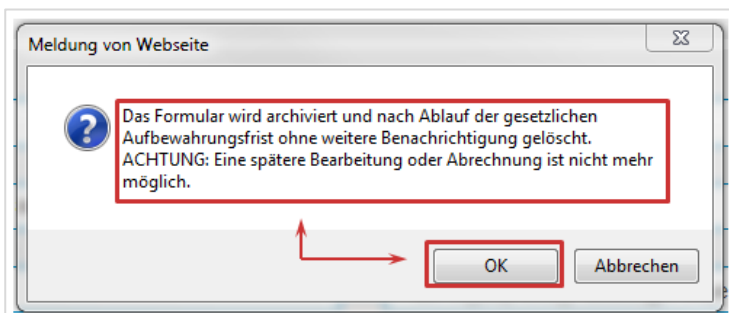 Meldung von Webseite
Das Formular wird archiviert und nach Ablauf der gesetzlichen
Aufbewahrungsfrist ohne weitere Benachrichtigung gelöscht.
ACHTUNG: Eine spätere Bearbeitung oder Abrechnung ist nicht mehr
möglich.
OK
Abbrechen